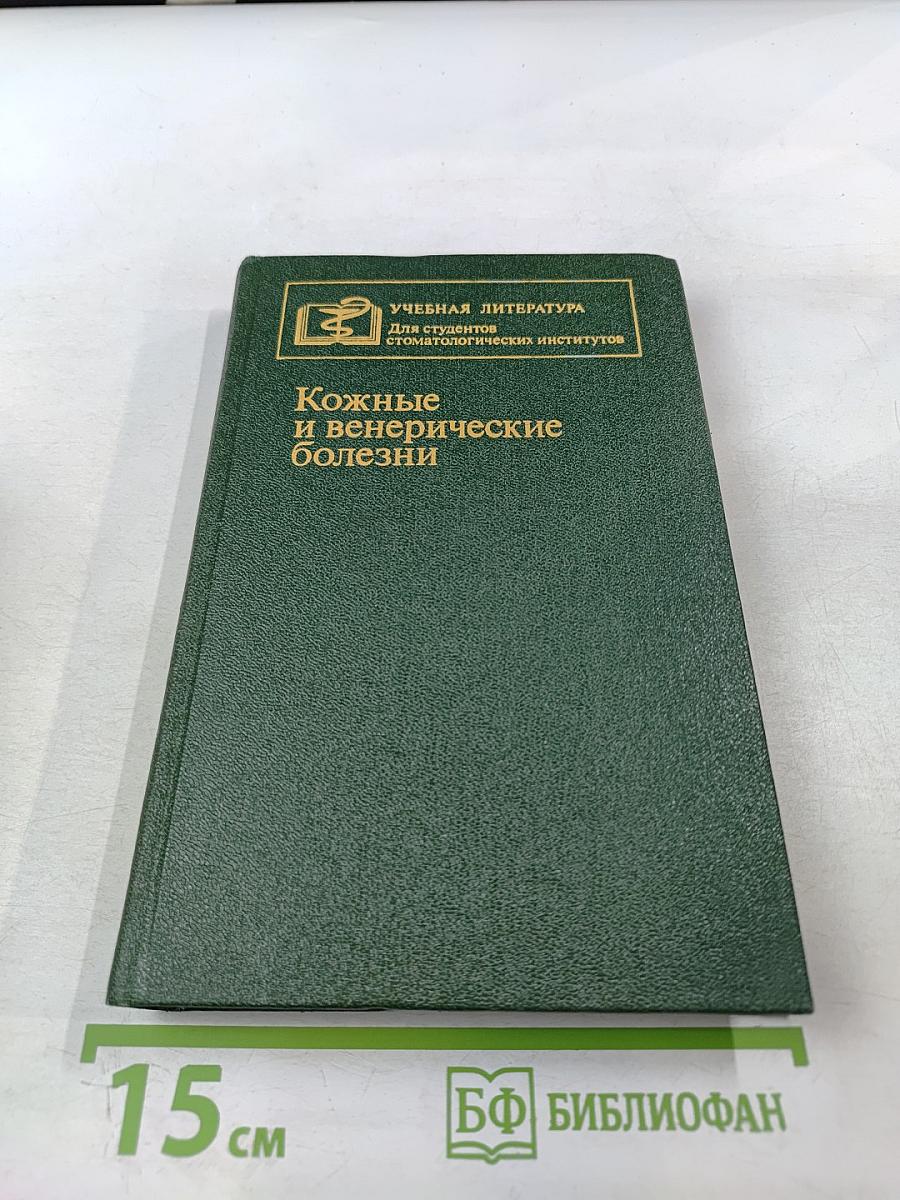 УЧЕБНАЯ ЛИТЕРАТУРА
Для студентов
стоматологических институтов
Кожные
и венерические
болезни
15 см
БФ БИБЛИОФАН